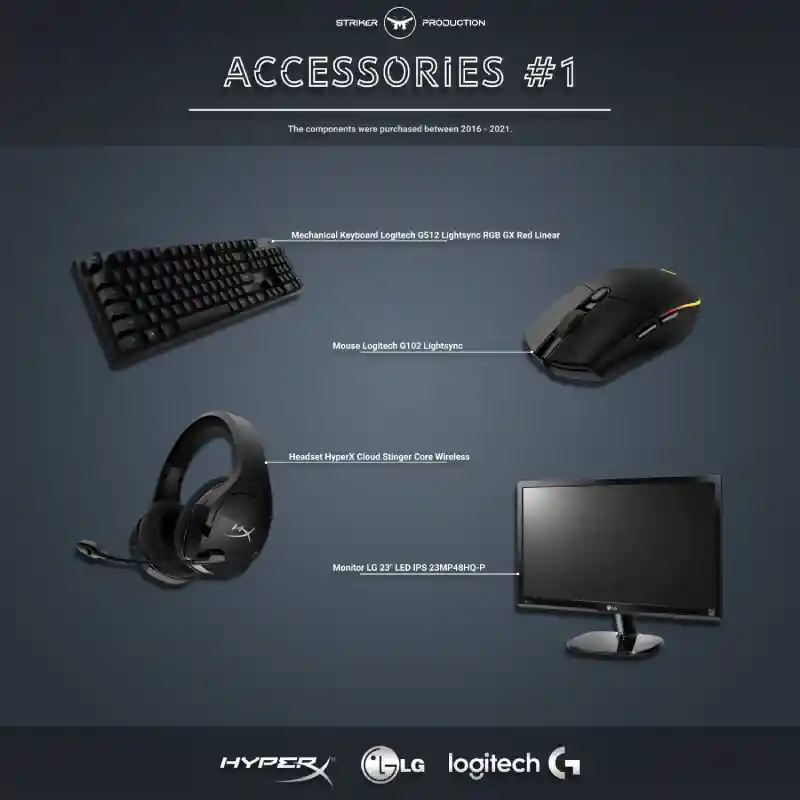 STRIKER PRODUCTION
ACCESSORiES #1
The components were purchased between 2016 - 2021.
Mechanical Keyboard Logitech G512 Lightsync RGB GX Red Linear
Mouse Logitech G102 Lightsync
Headset HyperX Cloud Stinger Core Wireless
HX
Monitor LG 23" LED IPS 23MP48HQ-P
LG
HYPERX LG logitech G